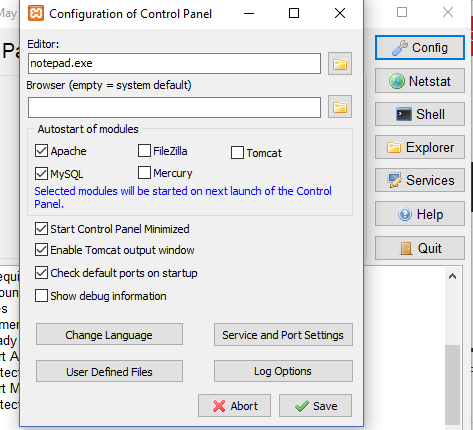 May
Configuration of Control Panel
Pa
Editor:
notepad.exe
Browser (empty = system default)
Autostart of modules
Apache
FileZilla
Tomcat
MySQL
Mercury
Selected modules will be started on next launch of the Control
Panel.
Start Control Panel Minimized
Enable Tomcat output window
Check default ports on startup
Show debug information
Change Language
Service and Port Settings
User Defined Files
Log Options
Abort
Save
Config
Netstat
Shell
Explorer
Services
Help
Quit
equi
oun
es
mer
ady
rt A
tect
rt M
tect